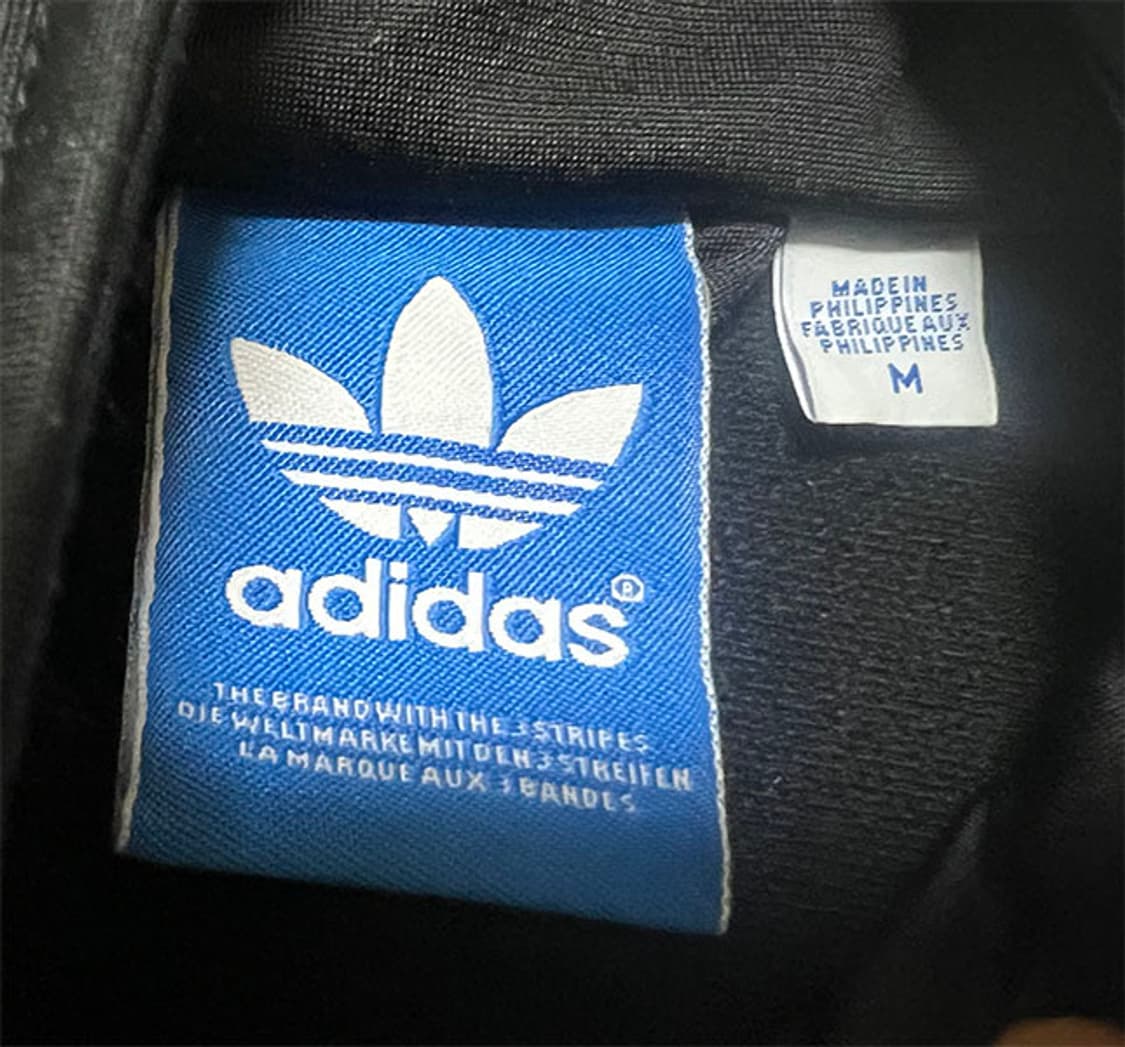 adidas®
THE BRAND WITH THE 3 STRIPES
DIE WELTMARKE MIT DEN 3 STREIFEN
LA MARQUE AUX 3 BANDES
MADE IN
PHILIPPINES
FABRIQUE AUX
PHILIPPINES
M